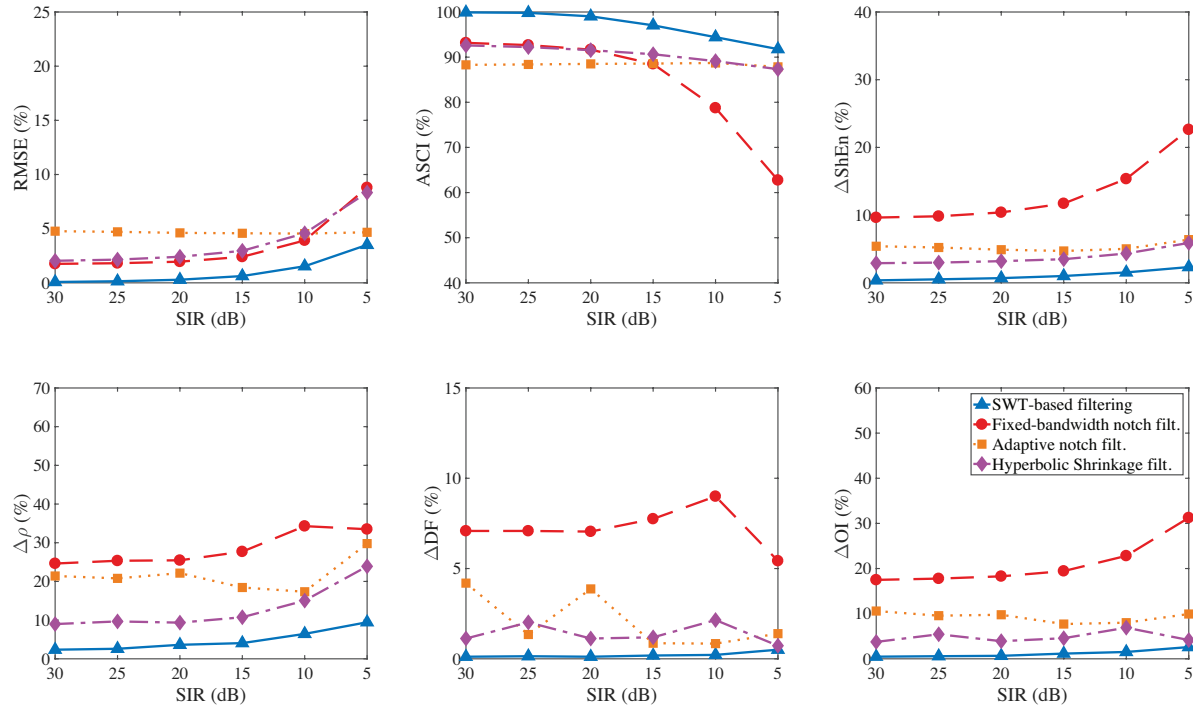 25
20
15
10
5
0
RMSE (%)
30 25 20 15 10 5
SIR (dB)
100
90
80
70
60
50
40
ASCI (%)
30 25 20 15 10 5
SIR (dB)
40
30
20
10
0
ΔShEn (%)
30 25 20 15 10 5
SIR (dB)
70
60
50
40
30
20
10
0
Δρ (%)
30 25 20 15 10 5
SIR (dB)
15
10
5
0
ΔDF (%)
30 25 20 15 10 5
SIR (dB)
60
50
40
30
20
10
0
ΔOI (%)
30 25 20 15 10 5
SIR (dB)
SWT-based filtering
Fixed-bandwidth notch filt.
Adaptive notch filt.
Hyperbolic Shrinkage filt.